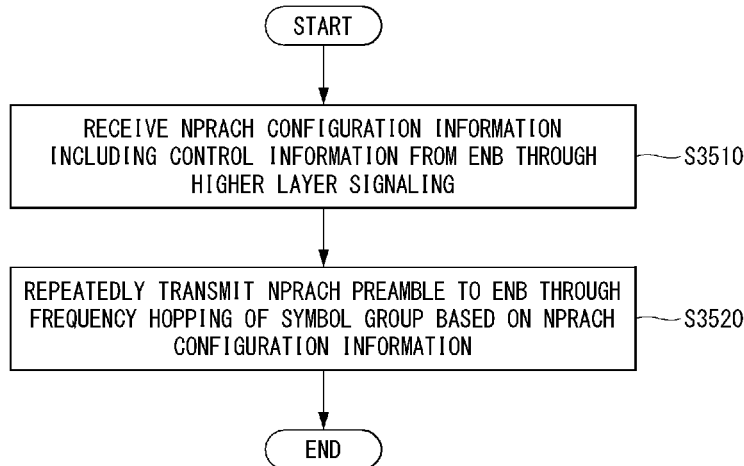 START
RECEIVE NPRACH CONFIGURATION INFORMATION
INCLUDING CONTROL INFORMATION FROM ENB THROUGH
HIGHER LAYER SIGNALING
S3510
REPEATEDLY TRANSMIT NPRACH PREAMBLE TO ENB THROUGH
FREQUENCY HOPPING OF SYMBOL GROUP BASED ON NPRACH
CONFIGURATION INFORMATION
S3520
END